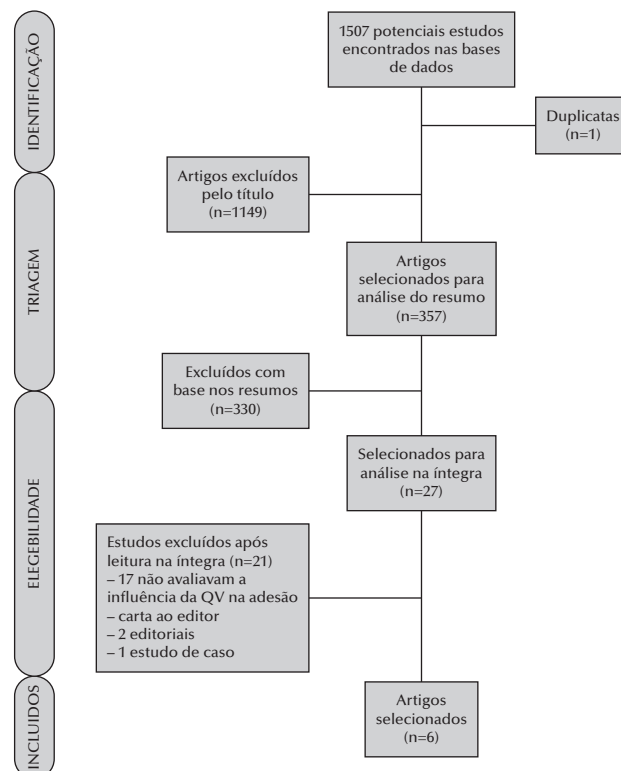 IDENTIFICAÇÃO
1507 potenciais estudos
encontrados nas bases
de dados
Duplicatas
(n=1)
TRIAGEM
Artigos excluídos
pelo título
(n=1149)
Artigos
selecionados para
análise do resumo
(n=357)
Excluídos com
base nos resumos
(n=330)
ELEGEBILIDADE
Selecionados para
análise na íntegra
(n=27)
Estudos excluídos após
leitura na íntegra (n=21)
– 17 não avaliavam a
influência da QV na adesão
– carta ao editor
– 2 editoriais
– 1 estudo de caso
INCLUIDOS
Artigos
selecionados
(n=6)